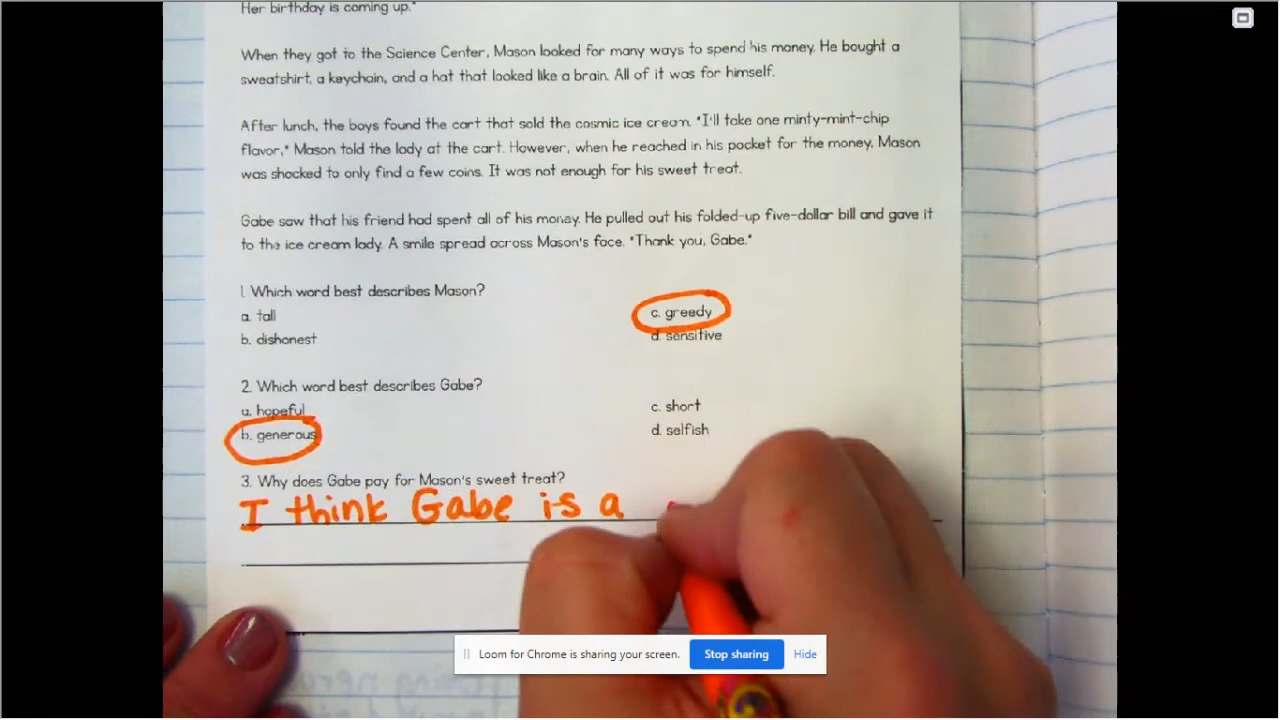 Her birthday is coming up."
When they got to the Science Center, Mason looked for many ways to spend his money. He bought a
sweatshirt, a keychain, and a hat that looked like a brain. All of it was for himself.
After lunch, the boys found the cart that sold the cosmic ice cream. "I'll take one minty-mint-chip
flavor," Mason told the lady at the cart. However, when he reached in his pocket for the money, Mason
was shocked to only find a few coins. It was not enough for his sweet treat.
Gabe saw that his friend had spent all of his money. He pulled out his folded-up five-dollar bill and gave it
to the ice cream lady. A smile spread across Mason's face. "Thank you, Gabe."
1. Which word best describes Mason?
a. tall
c. greedy
b. dishonest
d. sensitive
2. Which word best describes Gabe?
a. hopeful
c. short
b. generous
d. selfish
3. Why does Gabe pay for Mason's sweet treat?
I think Gabe is a
Loom for Chrome is sharing your screen. Stop sharing Hide